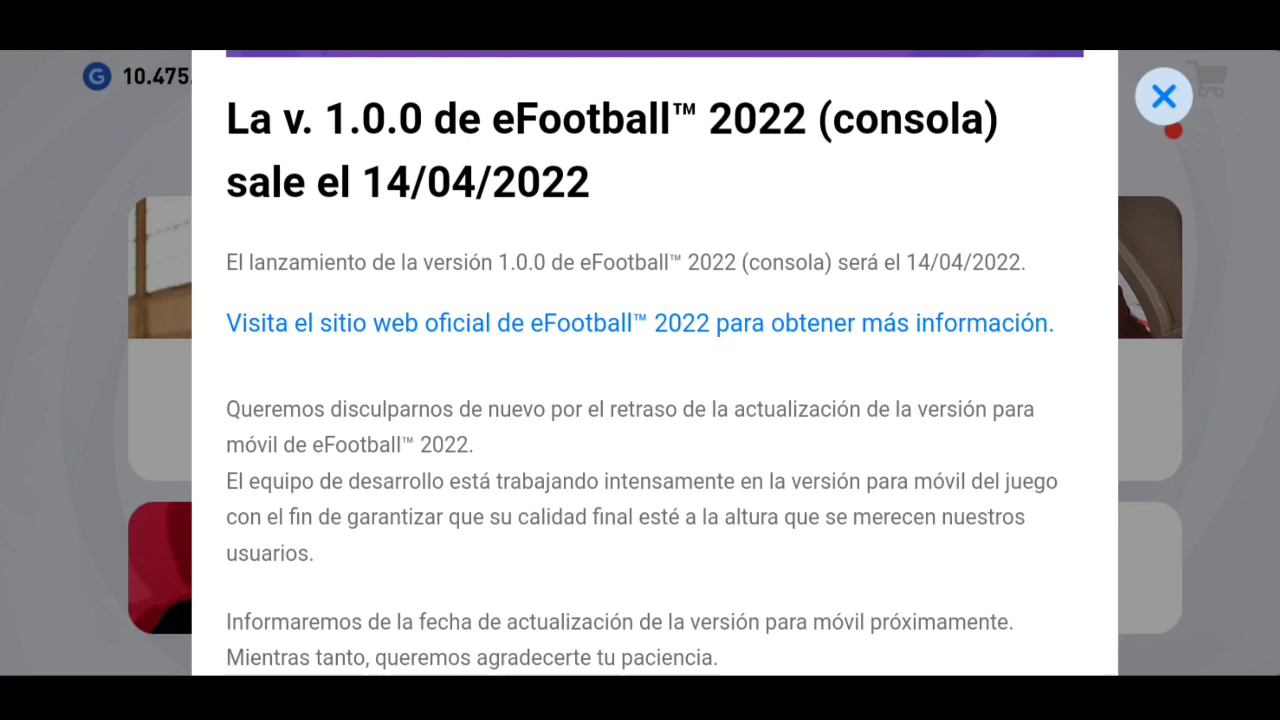 G 10.475.
La v. 1.0.0 de eFootball™ 2022 (consola)
sale el 14/04/2022
El lanzamiento de la versión 1.0.0 de eFootball™ 2022 (consola) será el 14/04/2022.
Visita el sitio web oficial de eFootball™ 2022 para obtener más información.
Queremos disculparnos de nuevo por el retraso de la actualización de la versión para
móvil de eFootball™ 2022.
El equipo de desarrollo está trabajando intensamente en la versión para móvil del juego
con el fin de garantizar que su calidad final esté a la altura que se merecen nuestros
usuarios.
Informaremos de la fecha de actualización de la versión para móvil próximamente.
Mientras tanto, queremos agradecerte tu paciencia.